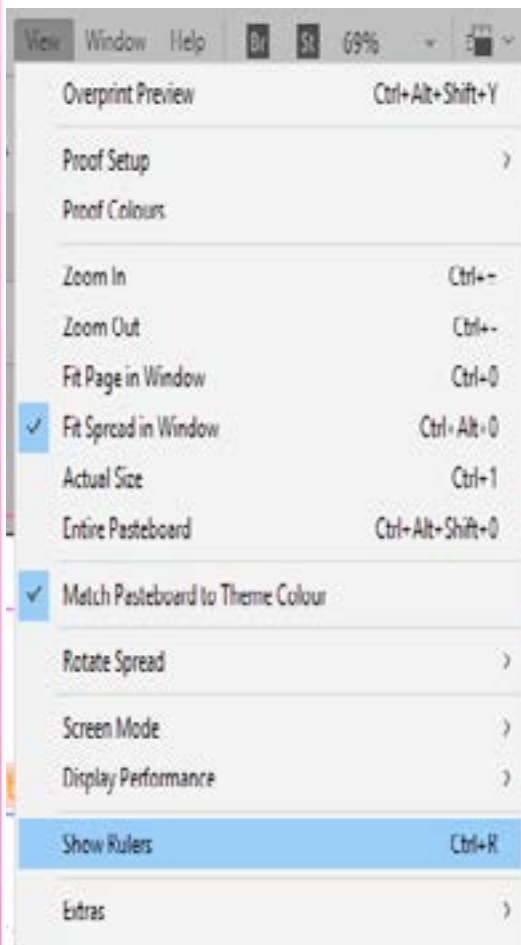 View Window Help Br St 69%
Overprint Preview Ctrl+Alt+Shift+Y
Proof Setup
Proof Colours
Zoom In Ctrl+=
Zoom Out Ctrl+-
Fit Page in Window Ctrl+0
Fit Spread in Window Ctrl+Alt+0
Actual Size Ctrl+1
Entire Pasteboard Ctrl+Alt+Shift+0
Match Pasteboard to Theme Colour
Rotate Spread
Screen Mode
Display Performance
Show Rulers Ctrl+R
Extras